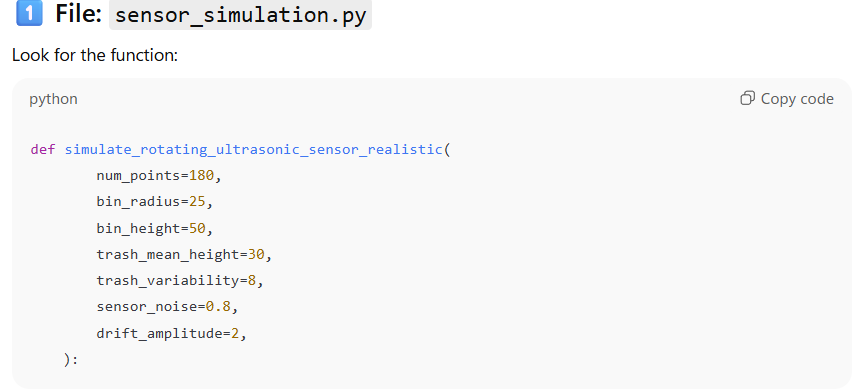 1 File: sensor_simulation.py
Look for the function:
python
Copy code
def simulate_rotating_ultrasonic_sensor_realistic(
        num_points=180,
        bin_radius=25,
        bin_height=50,
        trash_mean_height=30,
        trash_variability=8,
        sensor_noise=0.8,
        drift_amplitude=2,
    ):